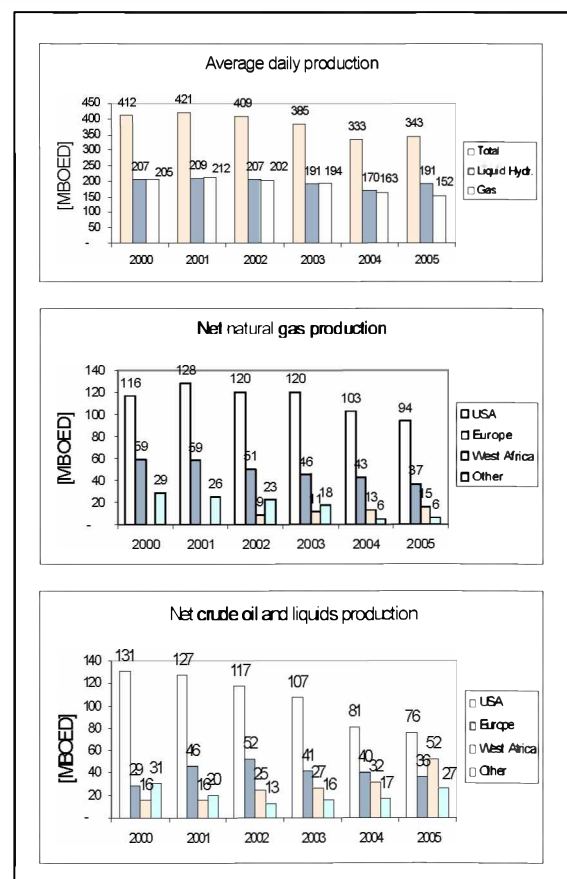 Average daily production
[MBOED]
450
400
350
300
250
200
150
100
50
-
412 421 409 385 333 343
207 205 209 212 207 202 191 194 170 163 191 152
2000 2001 2002 2003 2004 2005
Total
Liquid Hydr.
Gas
Net natural gas production
[MBOED]
140
120
100
80
60
40
20
-
116 128 120 120 103 94
59 29 59 26 51 9 23 46 11 18 43 13 6 37 15 6
2000 2001 2002 2003 2004 2005
USA
Europe
West Africa
Other
Net crude oil and liquids production
[MBOED]
140
120
100
80
60
40
20
-
131 127 117 107 81 76
29 16 31 46 16 20 52 25 13 41 27 16 40 32 17 36 52 27
2000 2001 2002 2003 2004 2005
USA
Europe
West Africa
Other